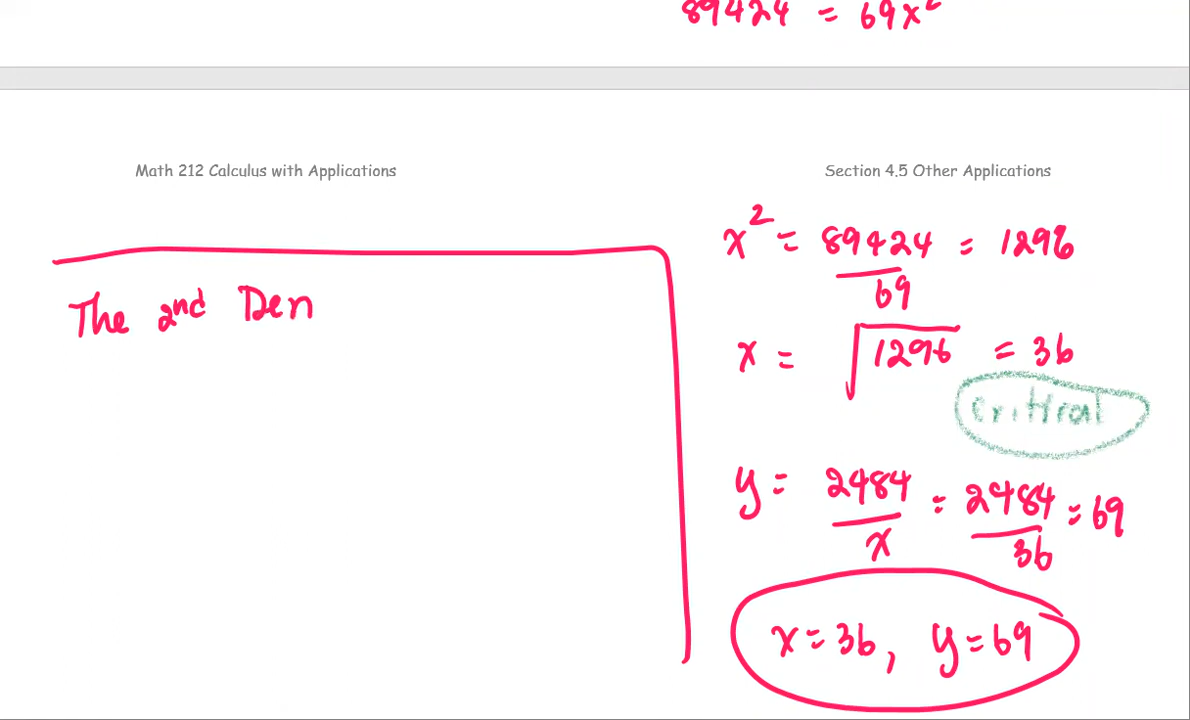 89424 = 69x²
Math 212 Calculus with Applications
Section 4.5 Other Applications
The 2nd Den
x² = 89424/69 = 1296
x = √1296 = 36
Critical
y = 2484/x = 2484/36 = 69
x = 36, y = 69